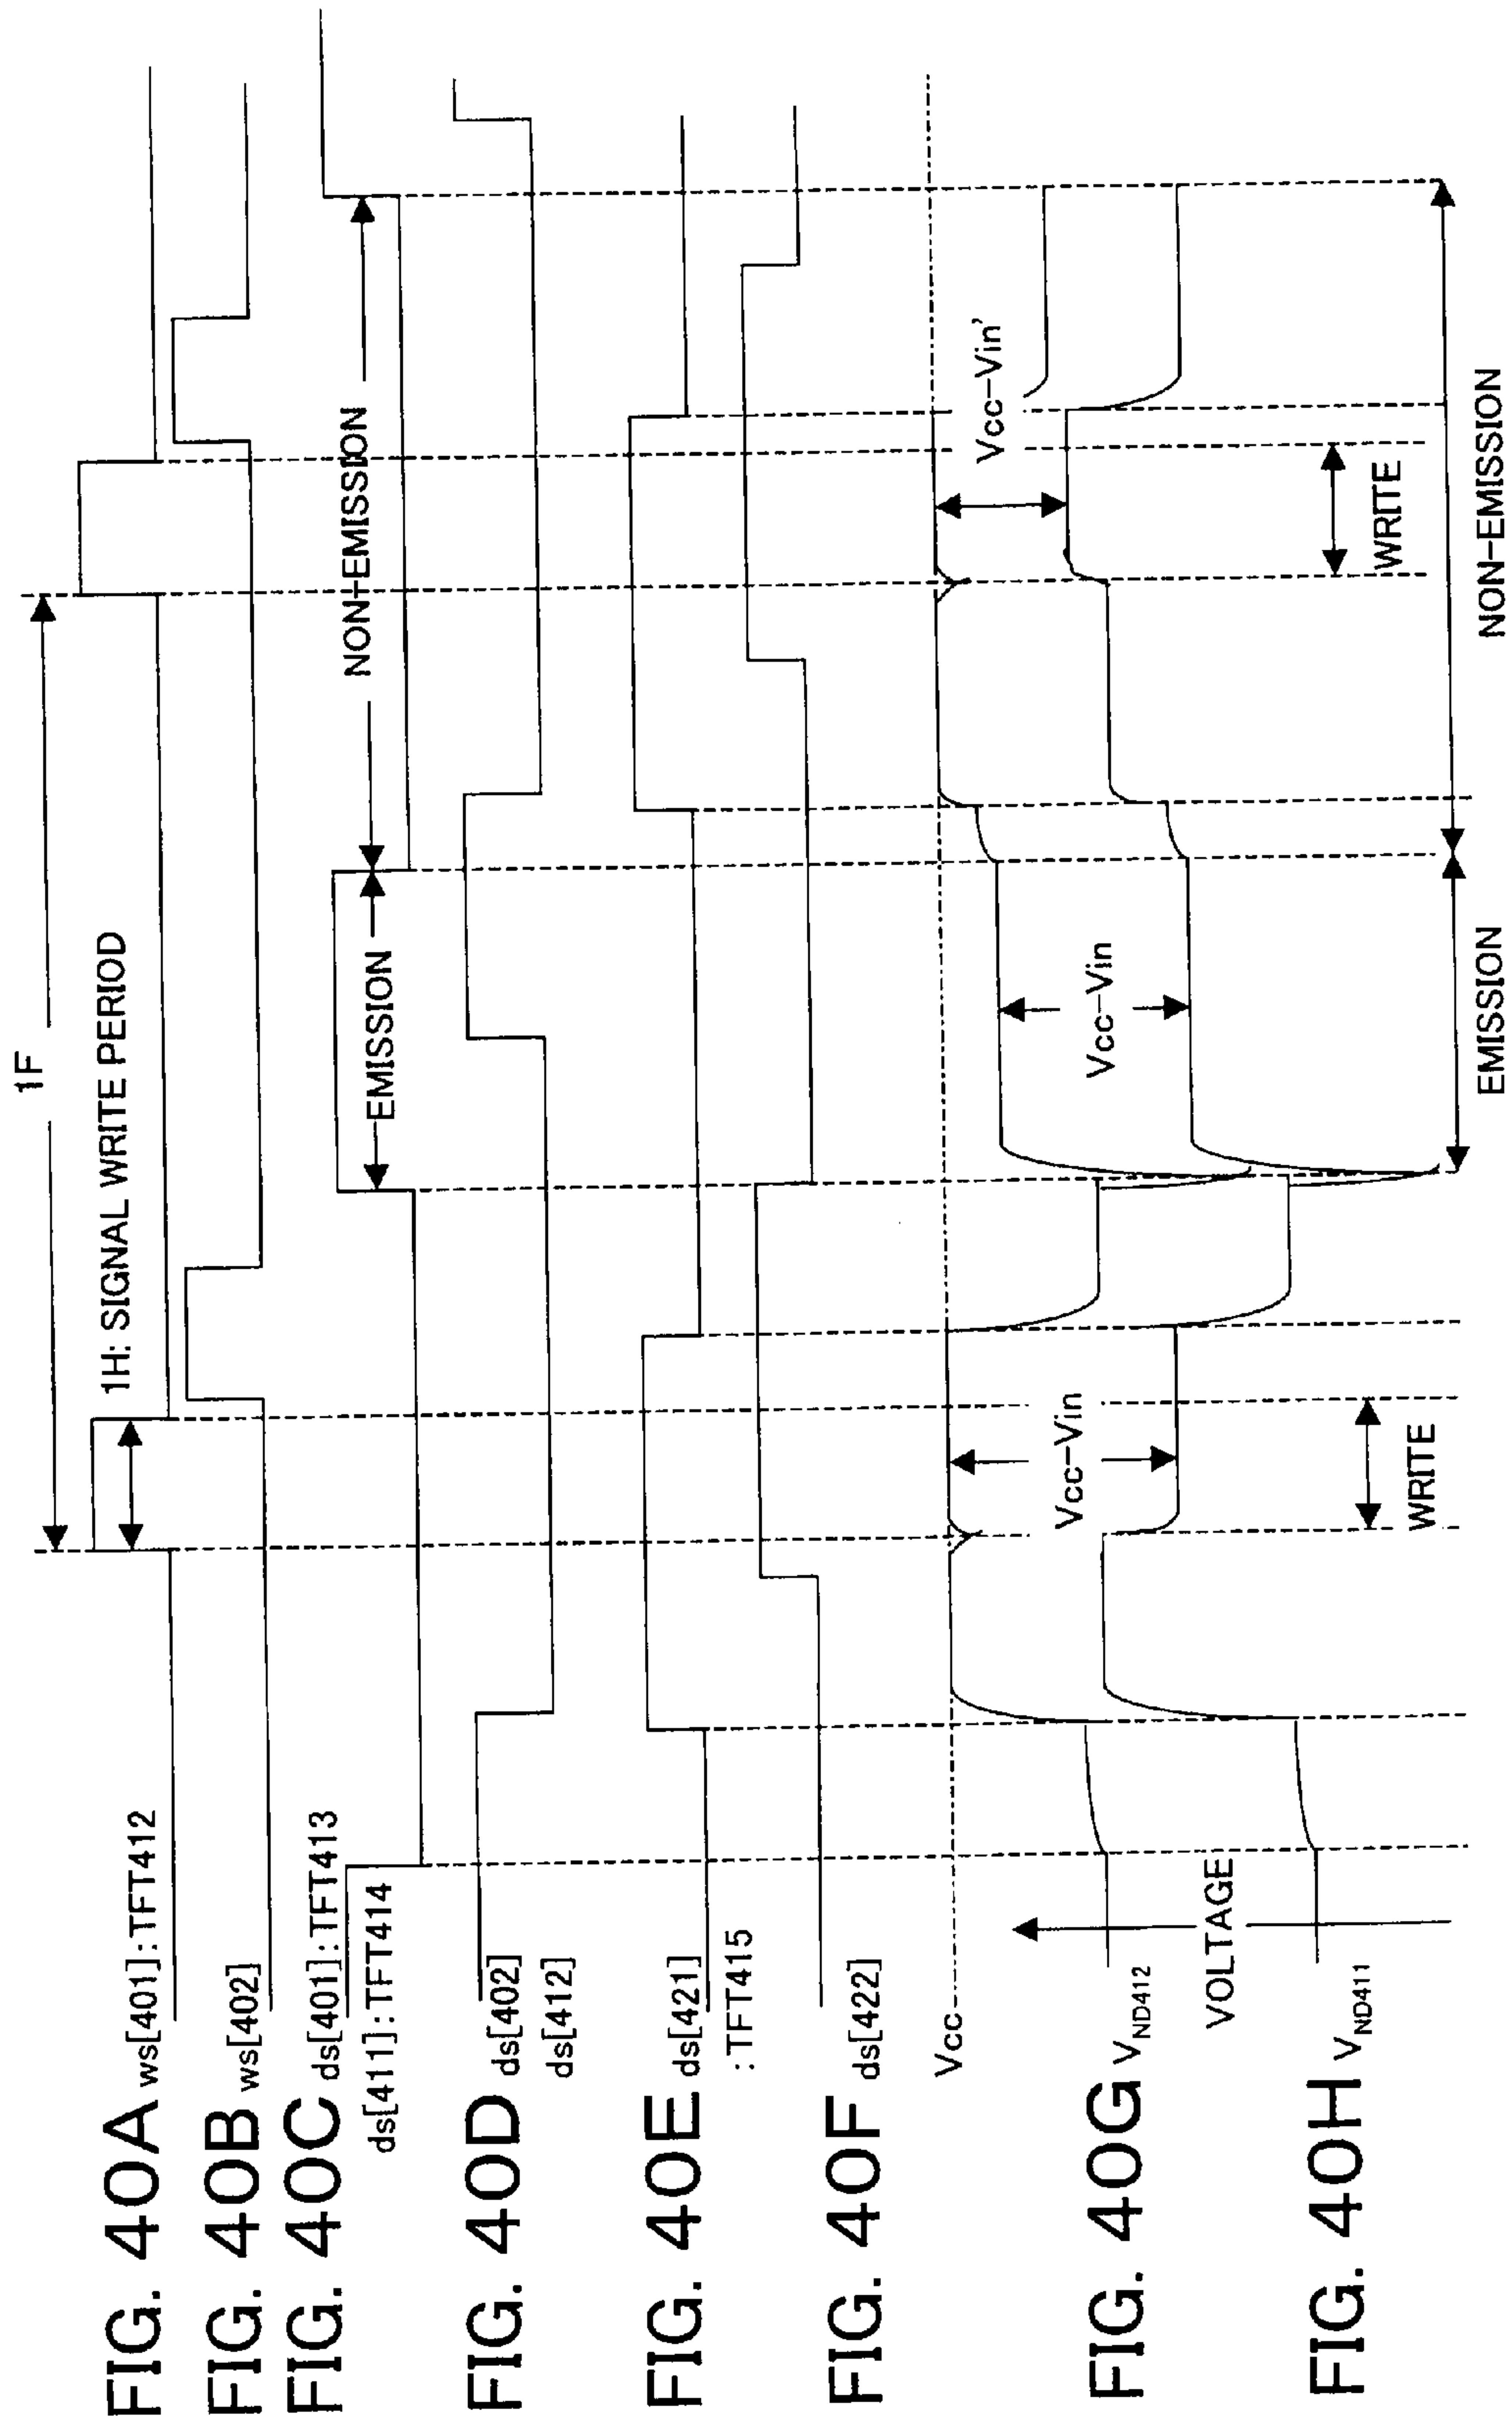 1F
1H: SIGNAL WRITE PERIOD
FIG. 40A ws[401]:TFT412
FIG. 40B ws[402]
FIG. 40C ds[401]:TFT413
ds[411]:TFT414
EMISSION
NON-EMISSION
FIG. 40D ds[402]
ds[412]
FIG. 40E ds[421]
:TFT415
FIG. 40F ds[422]
Vcc
Vcc-Vin
Vcc-Vin
Vcc-Vin'
FIG. 40G VND412
VOLTAGE
FIG. 40H VND411
WRITE
WRITE
EMISSION
NON-EMISSION